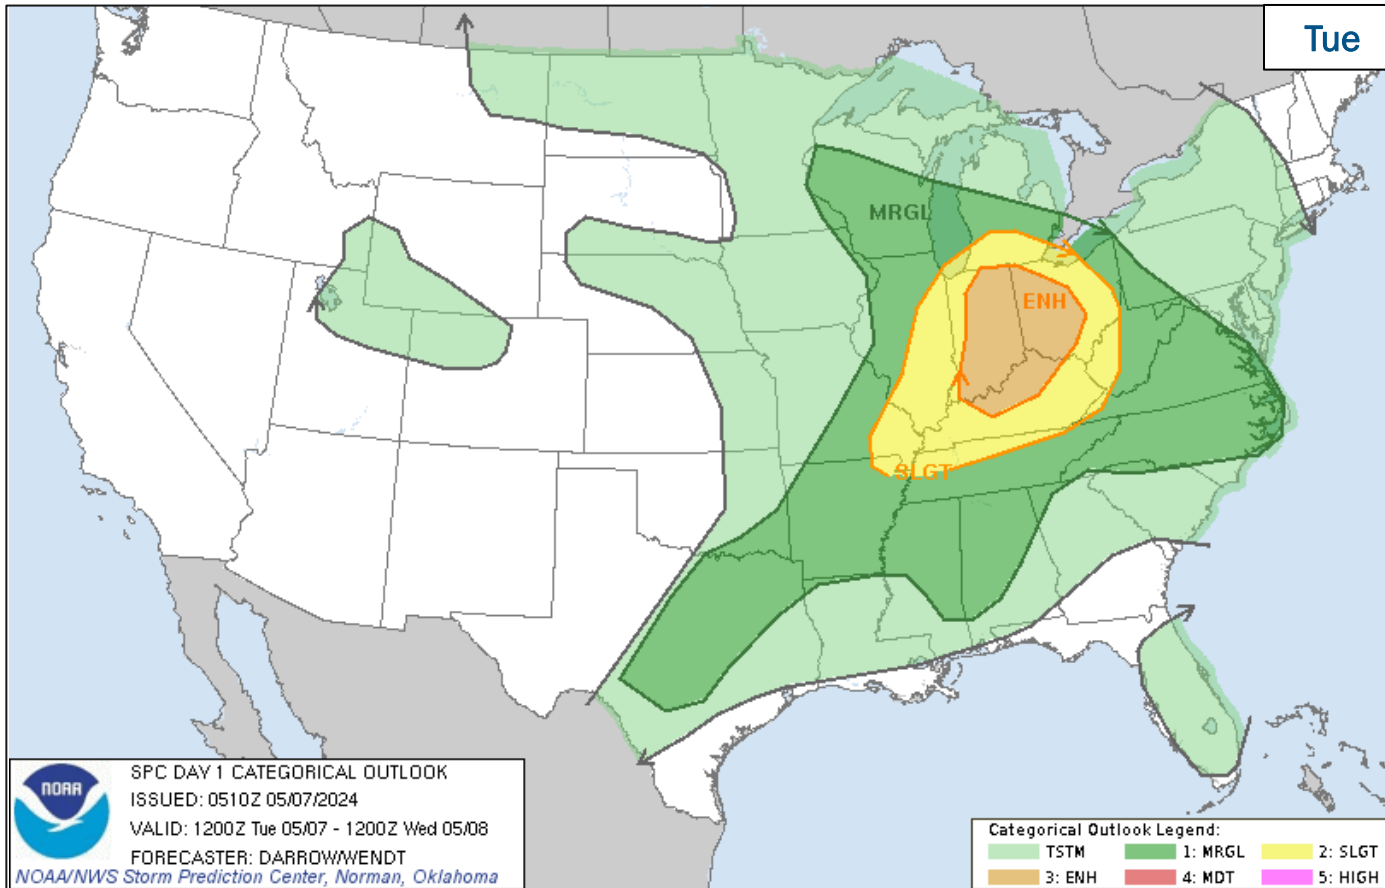 Tue
MRGL
ENH
SLGT
NOAA
SPC DAY 1 CATEGORICAL OUTLOOK
ISSUED: 0510Z 05/07/2024
VALID: 1200Z Tue 05/07 - 1200Z Wed 05/08
FORECASTER: DARROW/WENDT
NOAA/NWS Storm Prediction Center, Norman, Oklahoma
Categorical Outlook Legend:
TSTM 1: MRGL 2: SLGT
3: ENH 4: MDT 5: HIGH